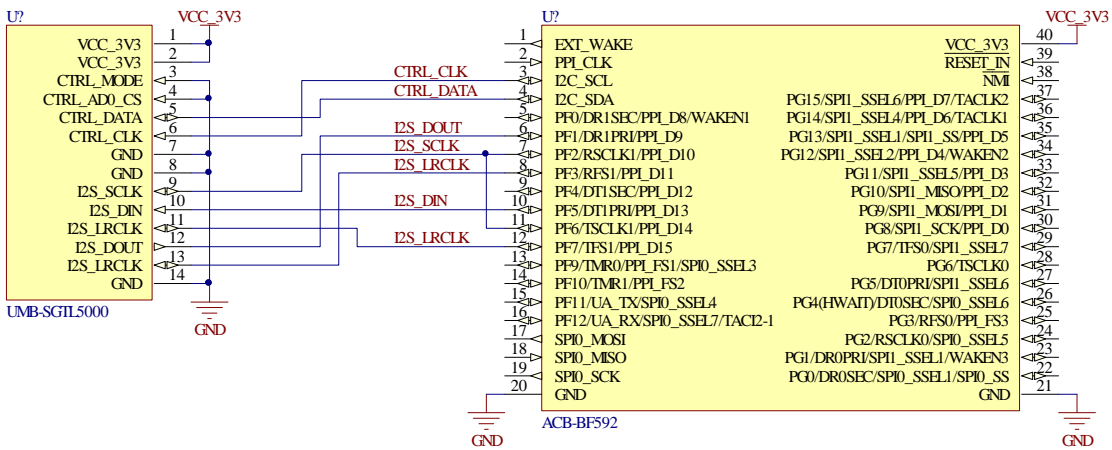 U?
VCC_3V3
1 VCC_3V3
2 VCC_3V3
3 CTRL_MODE
4 CTRL_AD0_CS
5 CTRL_DATA
6 CTRL_CLK
7 GND
8 GND
9 I2S_SCLK
10 I2S_DIN
11 I2S_LRCLK
12 I2S_DOUT
13 I2S_LRCLK
14 GND
UMB-SGTL5000
GND
CTRL_CLK
CTRL_DATA
I2S_DOUT
I2S_SCLK
I2S_LRCLK
I2S_DIN
I2S_LRCLK
U?
VCC_3V3
1 EXT_WAKE
2 PPI_CLK
3 I2C_SCL
4 I2C_SDA
5 PF0/DR1SEC/PPI_D8/WAKEN1
6 PF1/DR1PRI/PPI_D9
7 PF2/RSCLK1/PPI_D10
8 PF3/RFS1/PPI_D11
9 PF4/DT1SEC/PPI_D12
10 PF5/DT1PRI/PPI_D13
11 PF6/TSCLK1/PPI_D14
12 PF7/TFS1/PPI_D15
13 PF9/TMR0/PPI_FS1/SPI0_SSEL3
14 PF10/TMR1/PPI_FS2
15 PF11/UA_TX/SPI0_SSEL4
16 PF12/UA_RX/SPI0_SSEL7/TACI2-1
17 SPI0_MOSI
18 SPI0_MISO
19 SPI0_SCK
20 GND
VCC_3V3 40
RESET_IN 39
NMI 38
PG15/SPI1_SSEL6/PPI_D7/TACLK2 37
PG14/SPI1_SSEL4/PPI_D6/TACLK1 36
PG13/SPI1_SSEL1/SPI1_SS/PPI_D5 35
PG12/SPI1_SSEL2/PPI_D4/WAKEN2 34
PG11/SPI1_SSEL5/PPI_D3 33
PG10/SPI1_MISO/PPI_D2 32
PG9/SPI1_MOSI/PPI_D1 31
PG8/SPI1_SCK/PPI_D0 30
PG7/TFS0/SPI1_SSEL7 29
PG6/TSCLK0 28
PG5/DT0PRI/SPI1_SSEL6 27
PG4(HWAIT)/DT0SEC/SPI0_SSEL6 26
PG3/RFS0/PPI_FS3 25
PG2/RSCLK0/SPI0_SSEL5 24
PG1/DR0PRI/SPI1_SSEL1/WAKEN3 23
PG0/DR0SEC/SPI0_SSEL1/SPI0_SS 22
GND 21
ACB-BF592
GND
GND